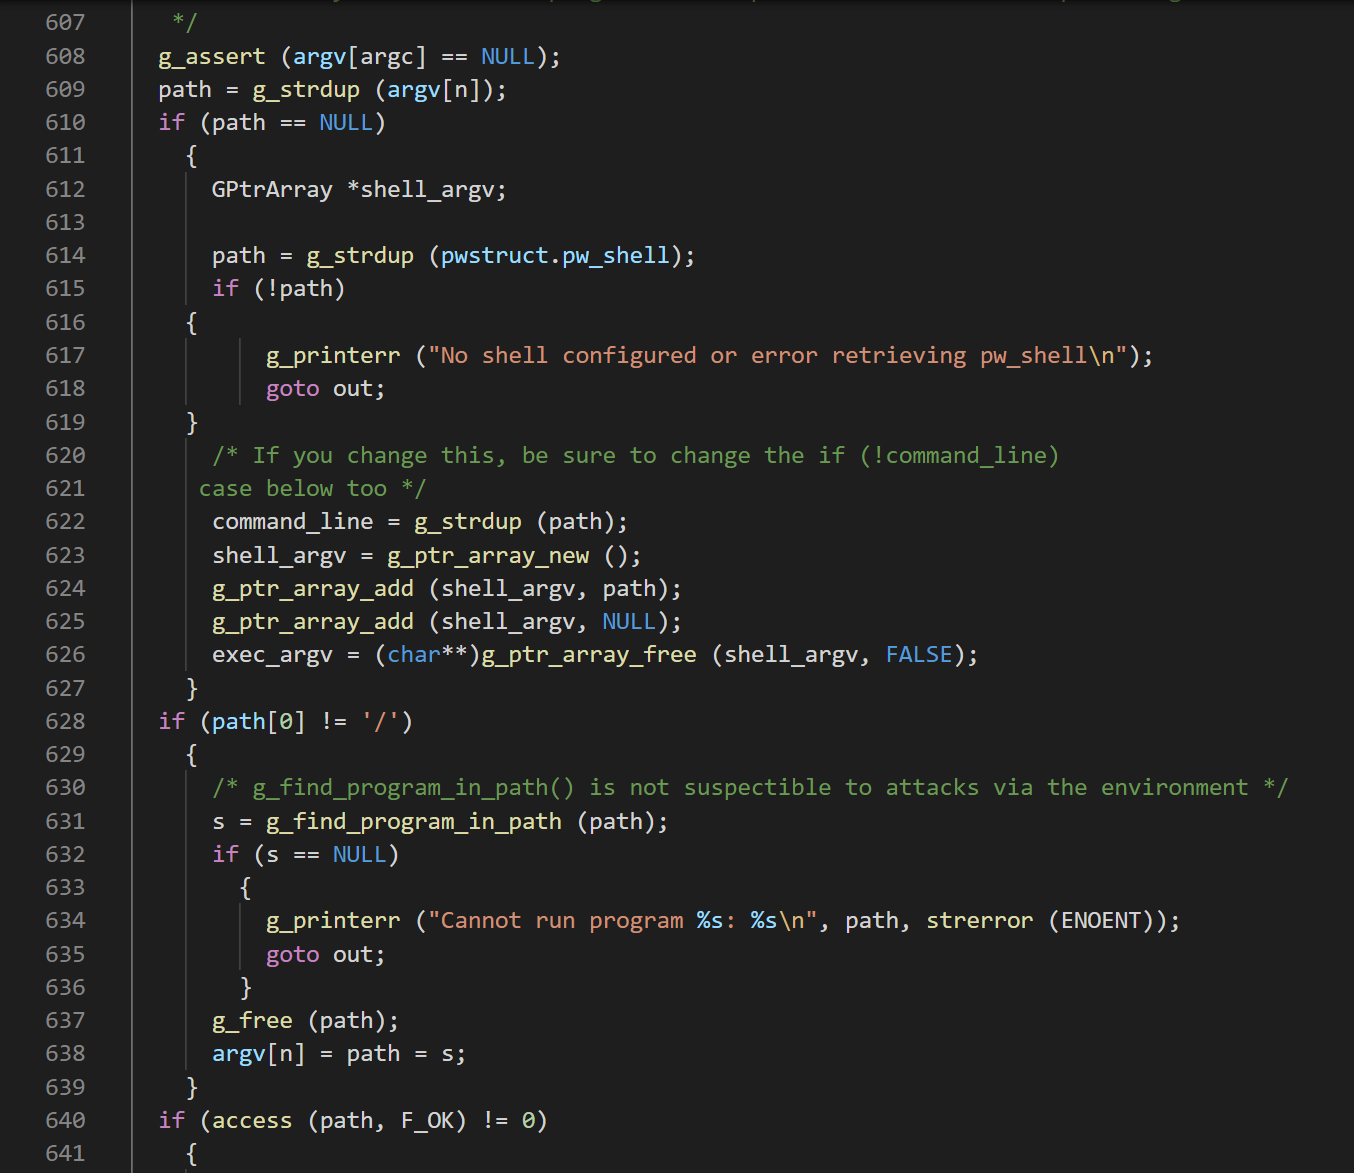 607 */
608 g_assert (argv[argc] == NULL);
609 path = g_strdup (argv[n]);
610 if (path == NULL)
611 {
612 GPtrArray *shell_argv;
613
614 path = g_strdup (pwstruct.pw_shell);
615 if (!path)
616 {
617 g_printerr ("No shell configured or error retrieving pw_shell\n");
618 goto out;
619 }
620 /* If you change this, be sure to change the if (!command_line)
621 case below too */
622 command_line = g_strdup (path);
623 shell_argv = g_ptr_array_new ();
624 g_ptr_array_add (shell_argv, path);
625 g_ptr_array_add (shell_argv, NULL);
626 exec_argv = (char**)g_ptr_array_free (shell_argv, FALSE);
627 }
628 if (path[0] != '/')
629 {
630 /* g_find_program_in_path() is not suspectible to attacks via the environment */
631 s = g_find_program_in_path (path);
632 if (s == NULL)
633 {
634 g_printerr ("Cannot run program %s: %s\n", path, strerror (ENOENT));
635 goto out;
636 }
637 g_free (path);
638 argv[n] = path = s;
639 }
640 if (access (path, F_OK) != 0)
641 {